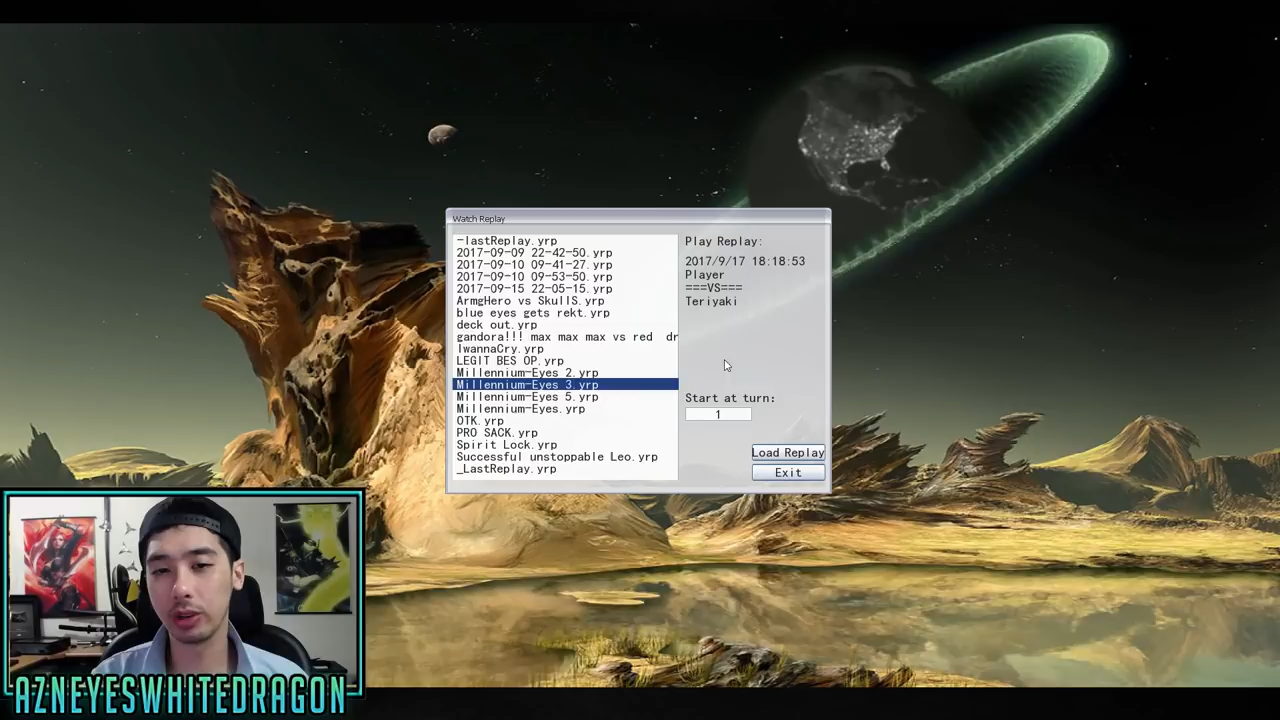 Watch Replay
-lastReplay.yrp
2017-09-09 22-42-50.yrp
2017-09-10 09-41-27.yrp
2017-09-10 09-53-50.yrp
2017-09-15 22-05-15.yrp
ArmgHero vs SkullS.yrp
blue eyes gets rekt.yrp
deck out.yrp
gandora!!! max max max vs red dr
IwannaCry.yrp
LEGIT BES OP.yrp
Millennium-Eyes 2.yrp
Millennium-Eyes 3.yrp
Millennium-Eyes 5.yrp
Millennium-Eyes.yrp
OTK.yrp
PRO SACK.yrp
Spirit Lock.yrp
Successful unstoppable Leo.yrp
_LastReplay.yrp
Play Replay:
2017/9/17 18:18:53
Player
===VS===
Teriyaki
Start at turn:
1
Load Replay
Exit
AZNEYESWHITEDRAGON